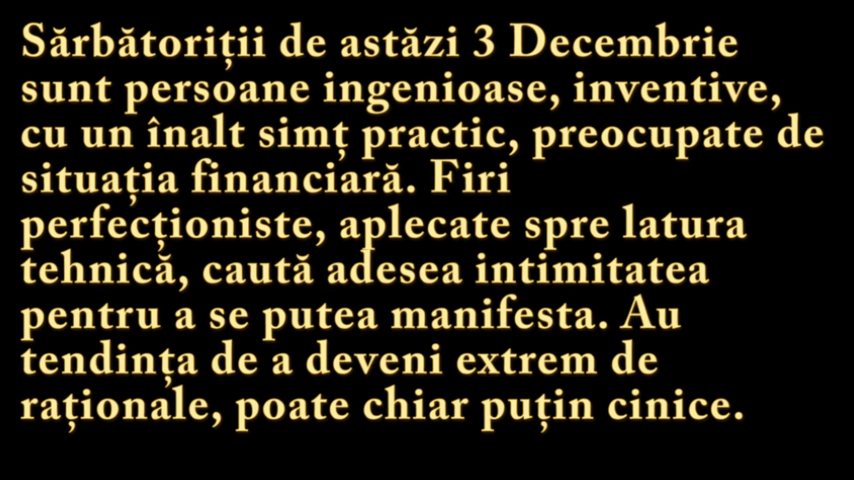 Sărbătoriții de astăzi 3 Decembrie
sunt persoane ingenioase, inventive,
cu un înalt simț practic, preocupate de
situația financiară. Firi
perfecționiste, aplecate spre latura
tehnică, caută adesea intimitatea
pentru a se putea manifesta. Au
tendința de a deveni extrem de
raționale, poate chiar puțin cinice.